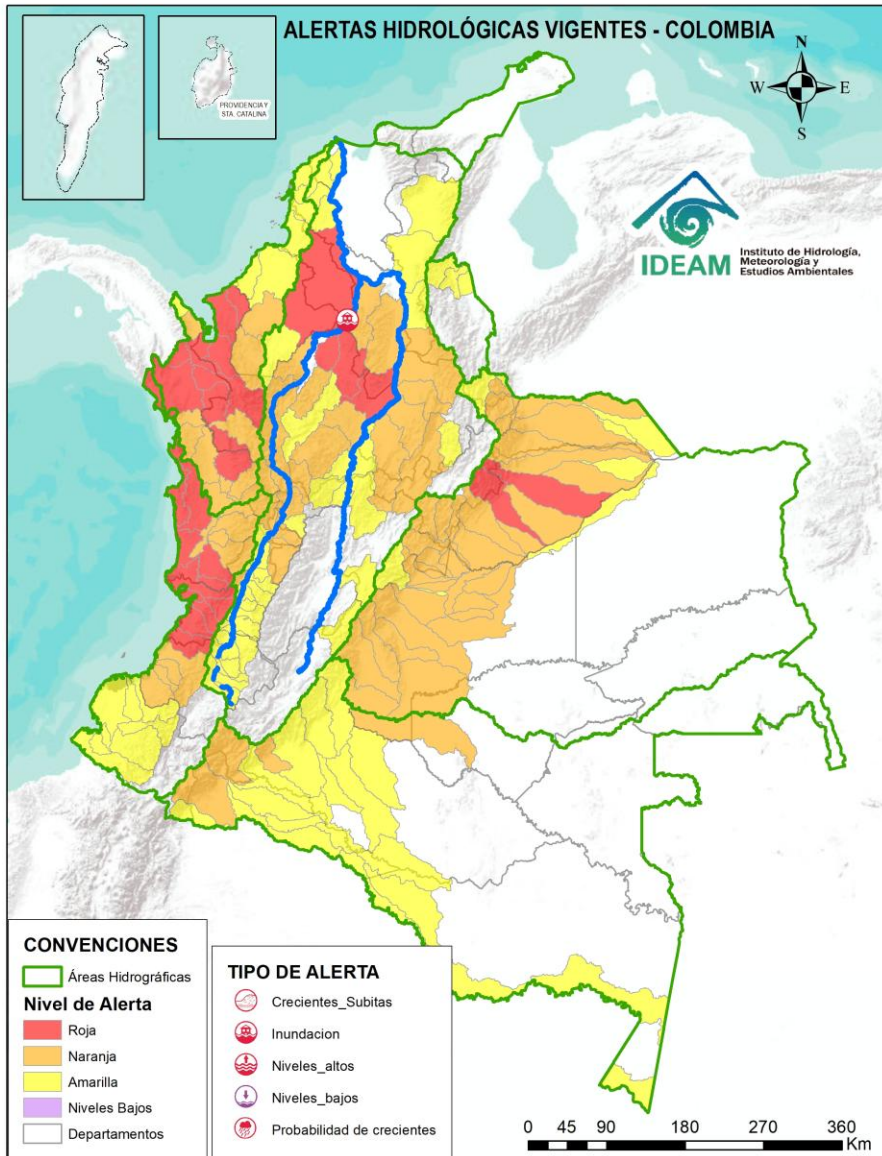 ALERTAS HIDROLÓGICAS VIGENTES - COLOMBIA
PROVIDENCIA Y
STA. CATALINA
N
W
E
S
IDEAM
Instituto de Hidrología,
Meteorología y
Estudios Ambientales
CONVENCIONES
Áreas Hidrográficas
Nivel de Alerta
Roja
Naranja
Amarilla
Niveles Bajos
Departamentos
TIPO DE ALERTA
Crecientes_Subitas
Inundacion
Niveles_altos
Niveles_bajos
Probabilidad de crecientes
0 45 90 180 270 360
Km